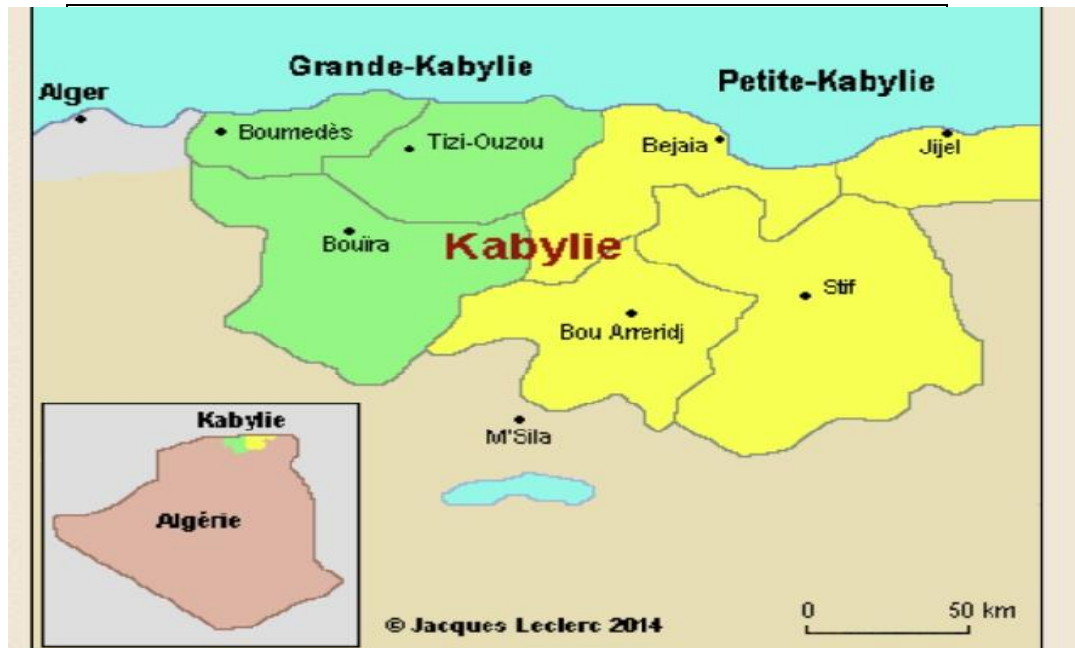 Grande-Kabylie
Petite-Kabylie
Alger
Boumedès
Tizi-Ouzou
Bejaia
Jijel
Bouïra
Kabylie
Stif
Bou Arreridj
M'Sila
Kabylie
Algérie
© Jacques Leclerc 2014
0 50 km